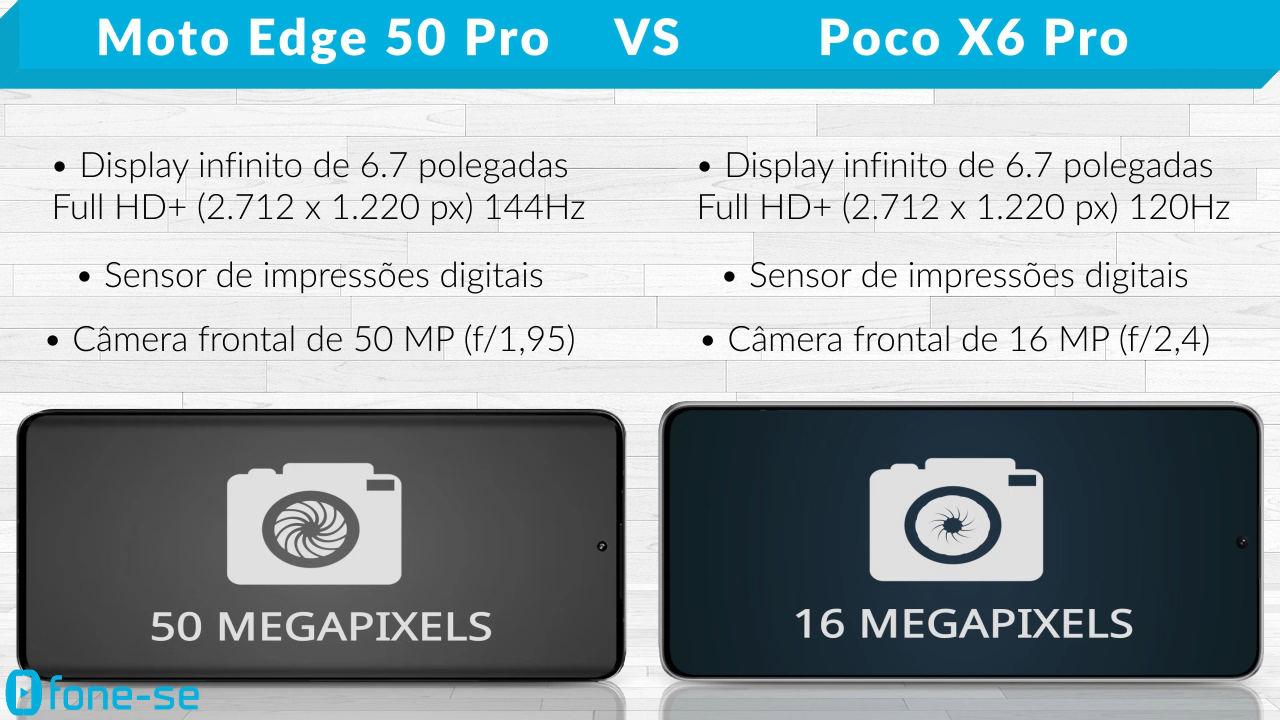 Moto Edge 50 Pro VS Poco X6 Pro
• Display infinito de 6.7 polegadas
Full HD+ (2.712 x 1.220 px) 144Hz
• Sensor de impressões digitais
• Câmera frontal de 50 MP (f/1,95)
• Display infinito de 6.7 polegadas
Full HD+ (2.712 x 1.220 px) 120Hz
• Sensor de impressões digitais
• Câmera frontal de 16 MP (f/2,4)
50 MEGAPIXELS
16 MEGAPIXELS
fone-se